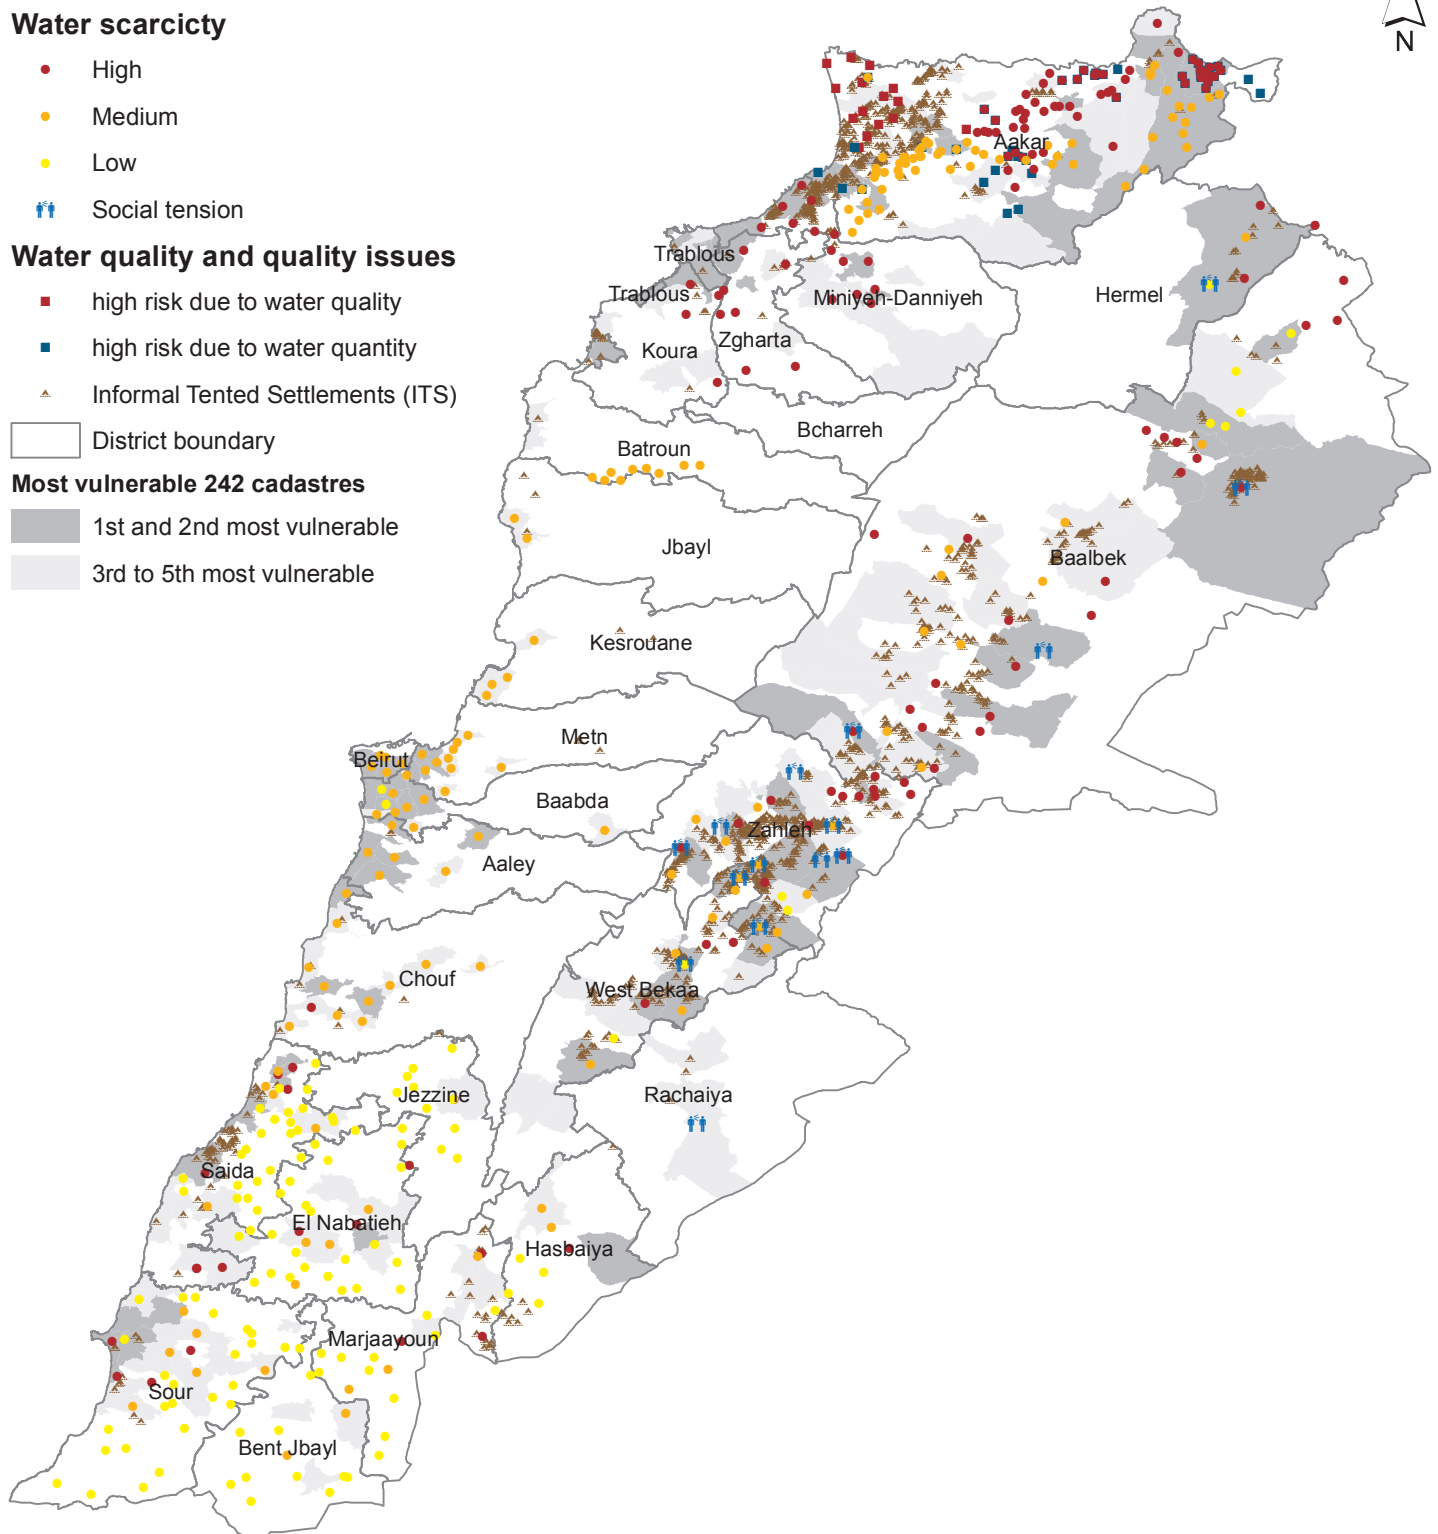 Water scarcicty
High
Medium
Low
Social tension
Water quality and quality issues
high risk due to water quality
high risk due to water quantity
Informal Tented Settlements (ITS)
District boundary
Most vulnerable 242 cadastres
1st and 2nd most vulnerable
3rd to 5th most vulnerable
N
Aakar
Trablous
Trablous
Miniyeh-Danniyeh
Hermel
Koura
Zgharta
Bcharreh
Batroun
Jbayl
Baalbek
Kesrouane
Metn
Beirut
Baabda
Zahleh
Aaley
Chouf
West Bekaa
Jezzine
Rachaiya
Saida
El Nabatieh
Hasbaiya
Marjaayoun
Sour
Bent Jbayl